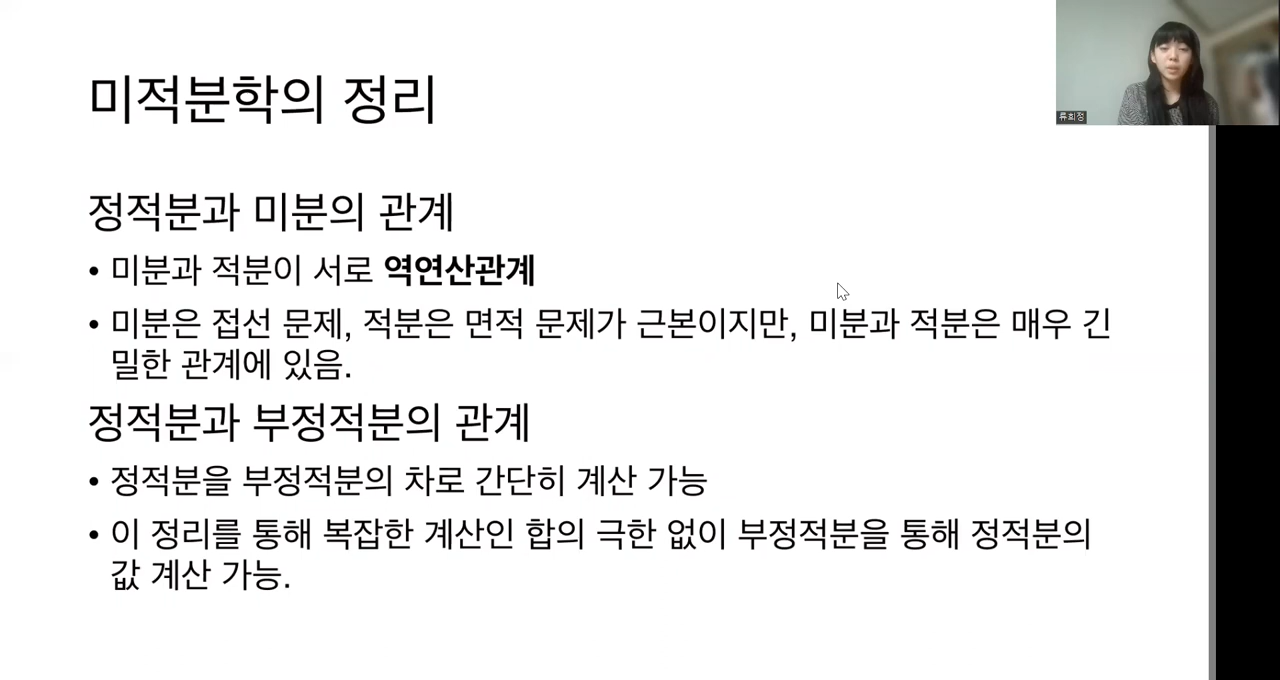 미적분학의 정리
류희정
정적분과 미분의 관계
• 미분과 적분이 서로 역연산관계
• 미분은 접선 문제, 적분은 면적 문제가 근본이지만, 미분과 적분은 매우 긴
밀한 관계에 있음.
정적분과 부정적분의 관계
• 정적분을 부정적분의 차로 간단히 계산 가능
• 이 정리를 통해 복잡한 계산인 합의 극한 없이 부정적분을 통해 정적분의
값 계산 가능.